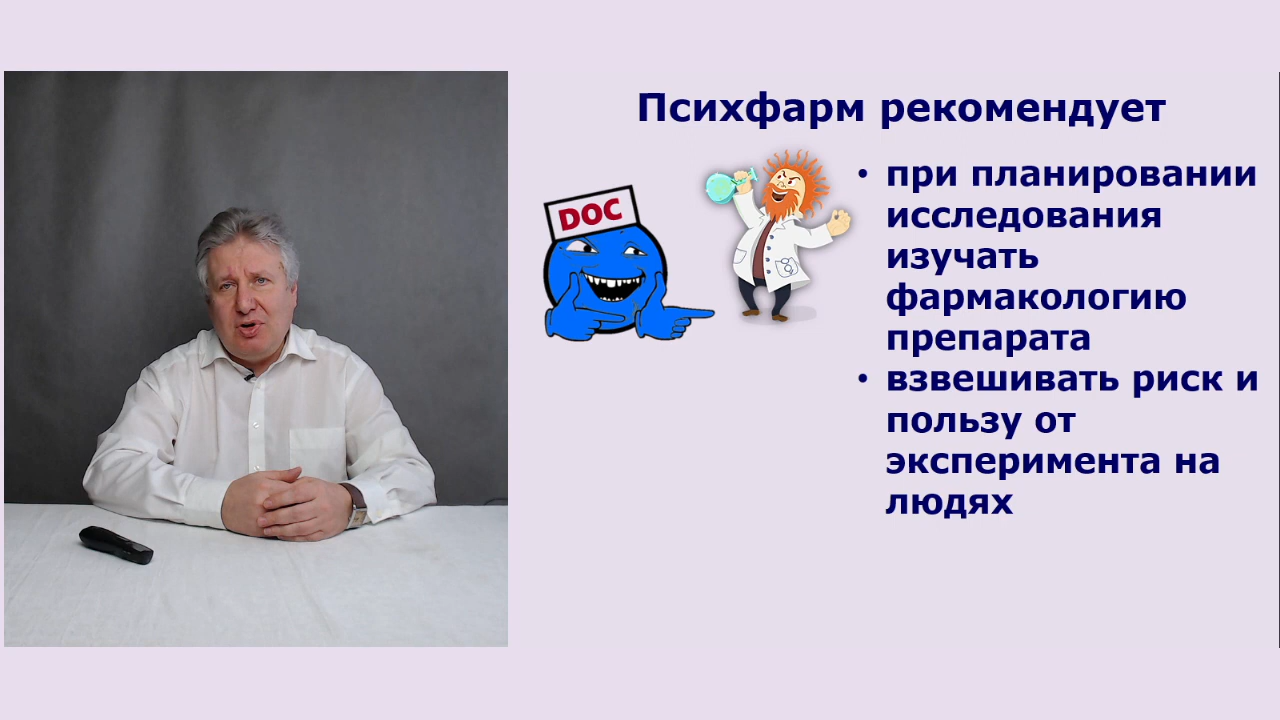 Психфарм рекомендует
DOC
• при планировании
исследования
изучать
фармакологию
препарата
• взвешивать риск и
пользу от
эксперимента на
людях